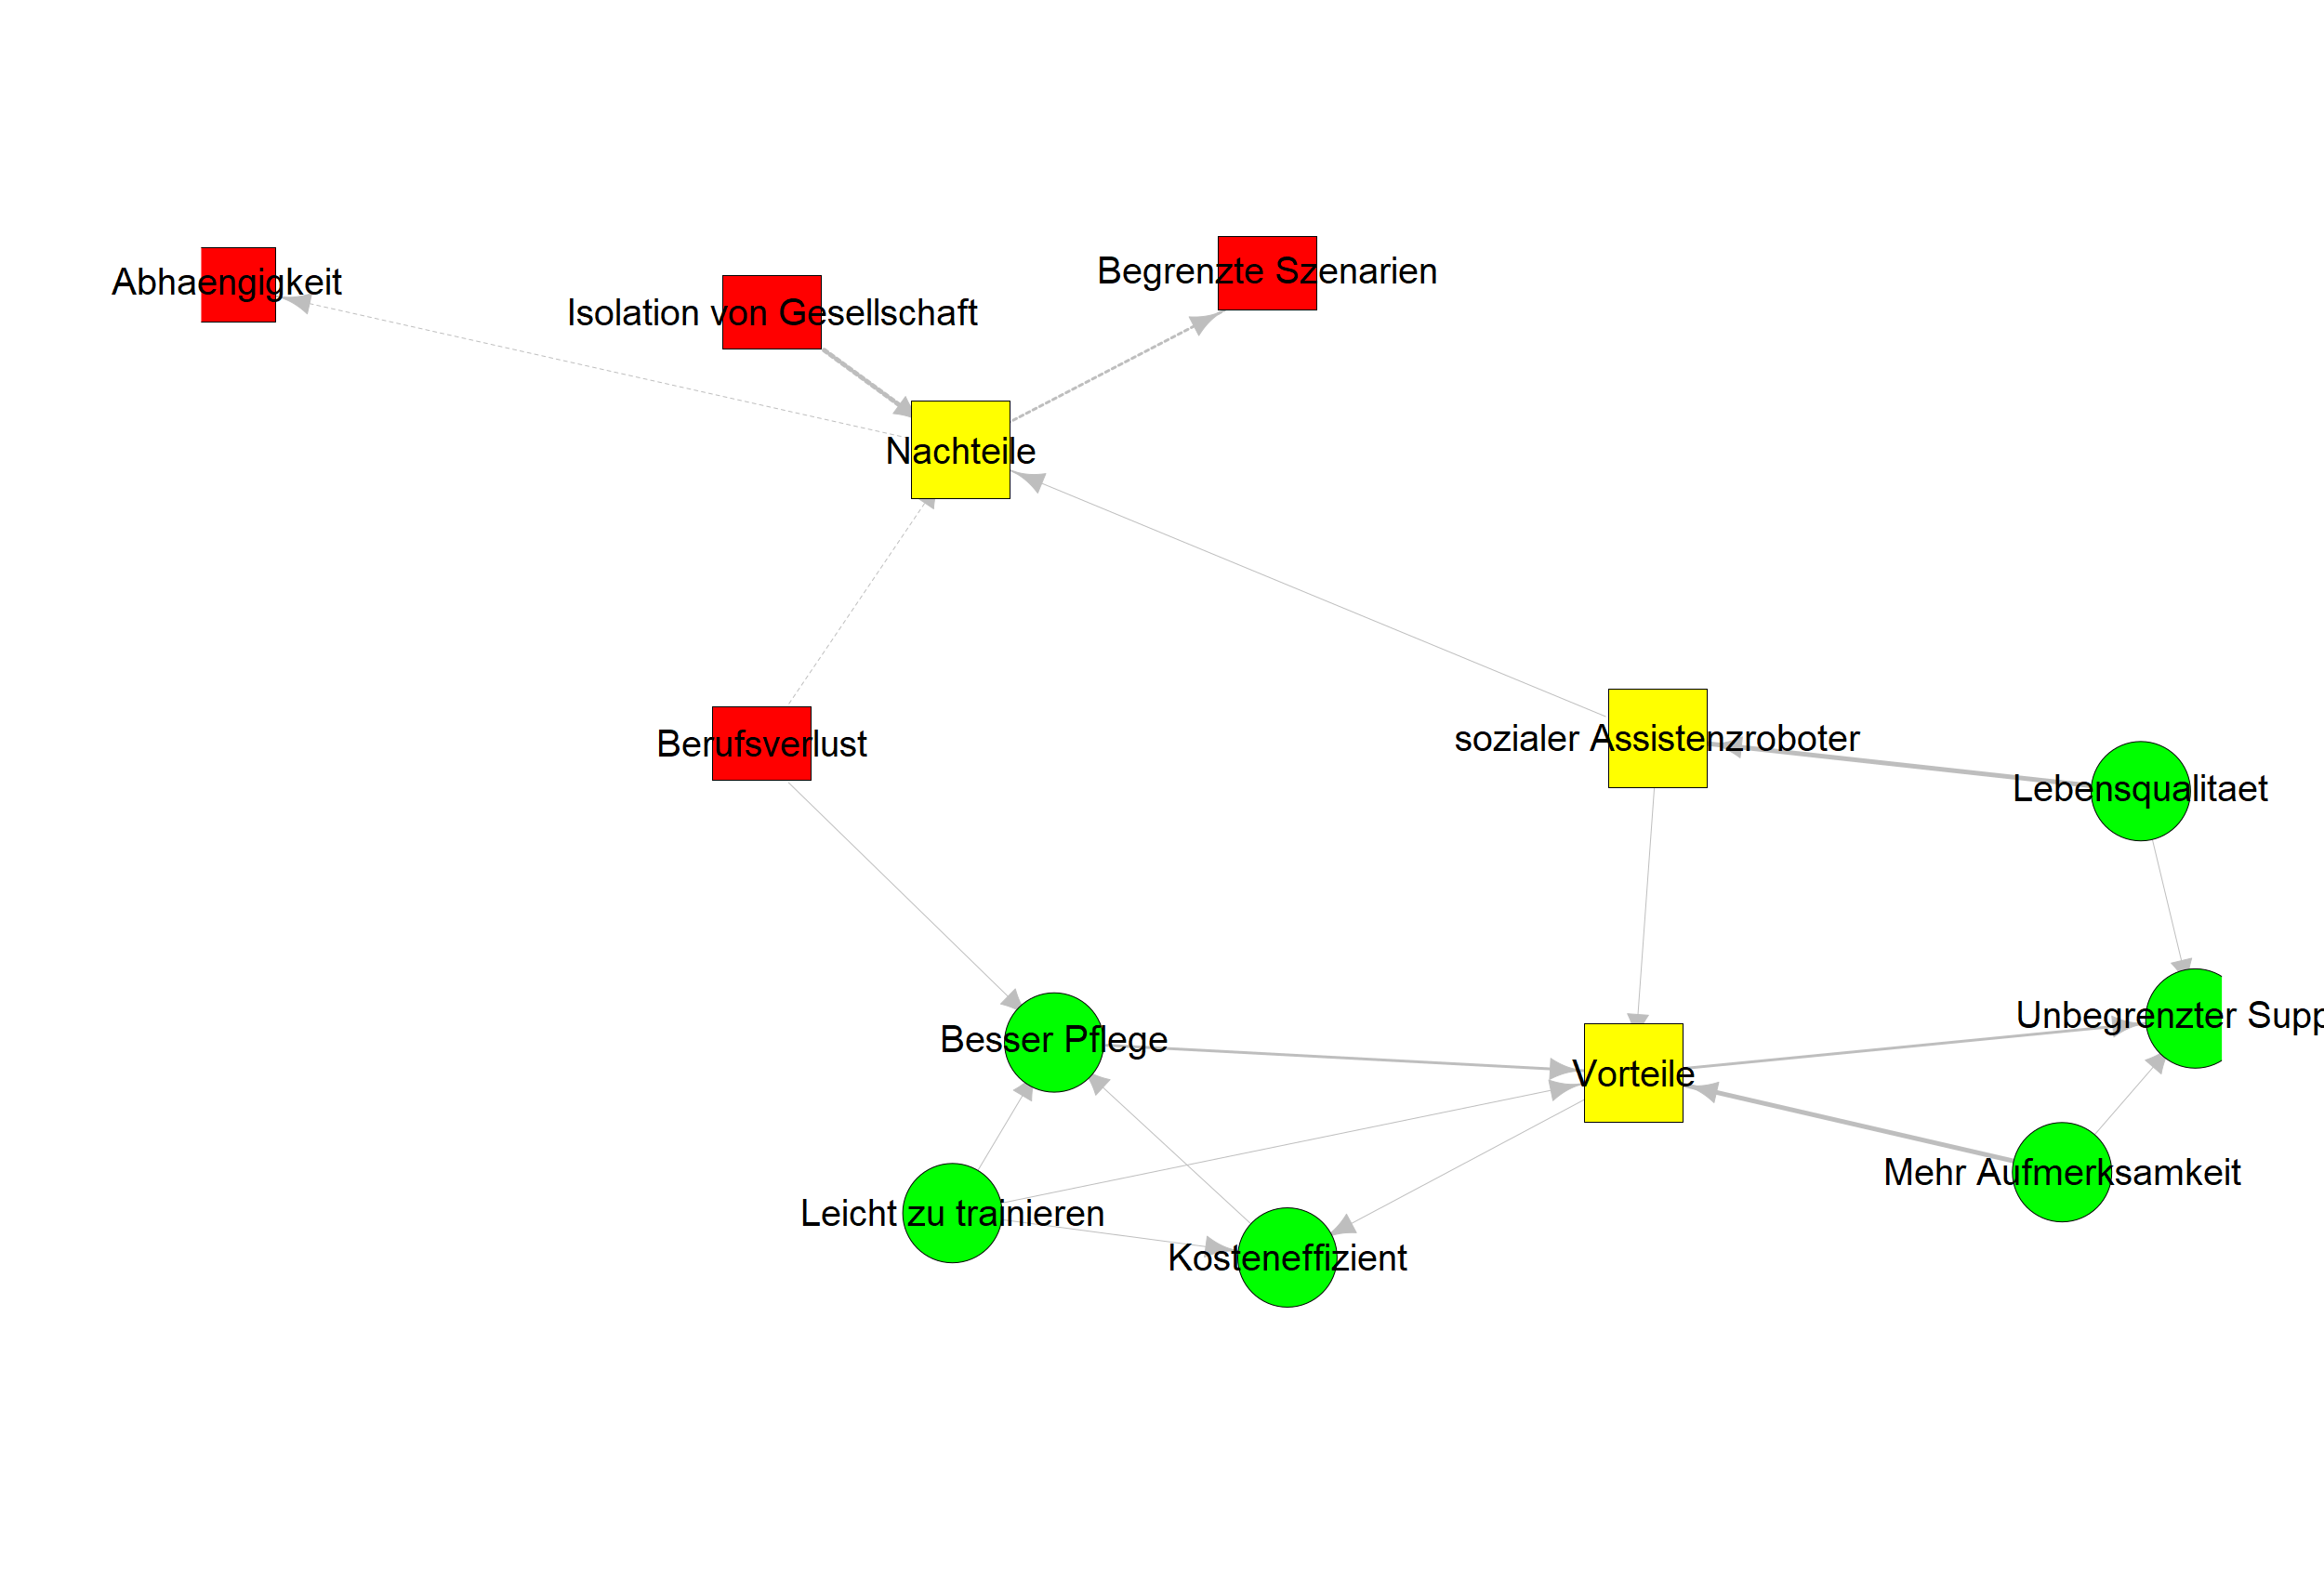 Begrenzte Szenarien
Abhaengigkeit
Isolation von Gesellschaft
Nachteile
sozialer Assistenzroboter
Berufsverlust
Lebensqualitaet
Unbegrenzter Supp
Besser Pflege
Vorteile
Mehr Aufmerksamkeit
Leicht zu trainieren
Kosteneffizient